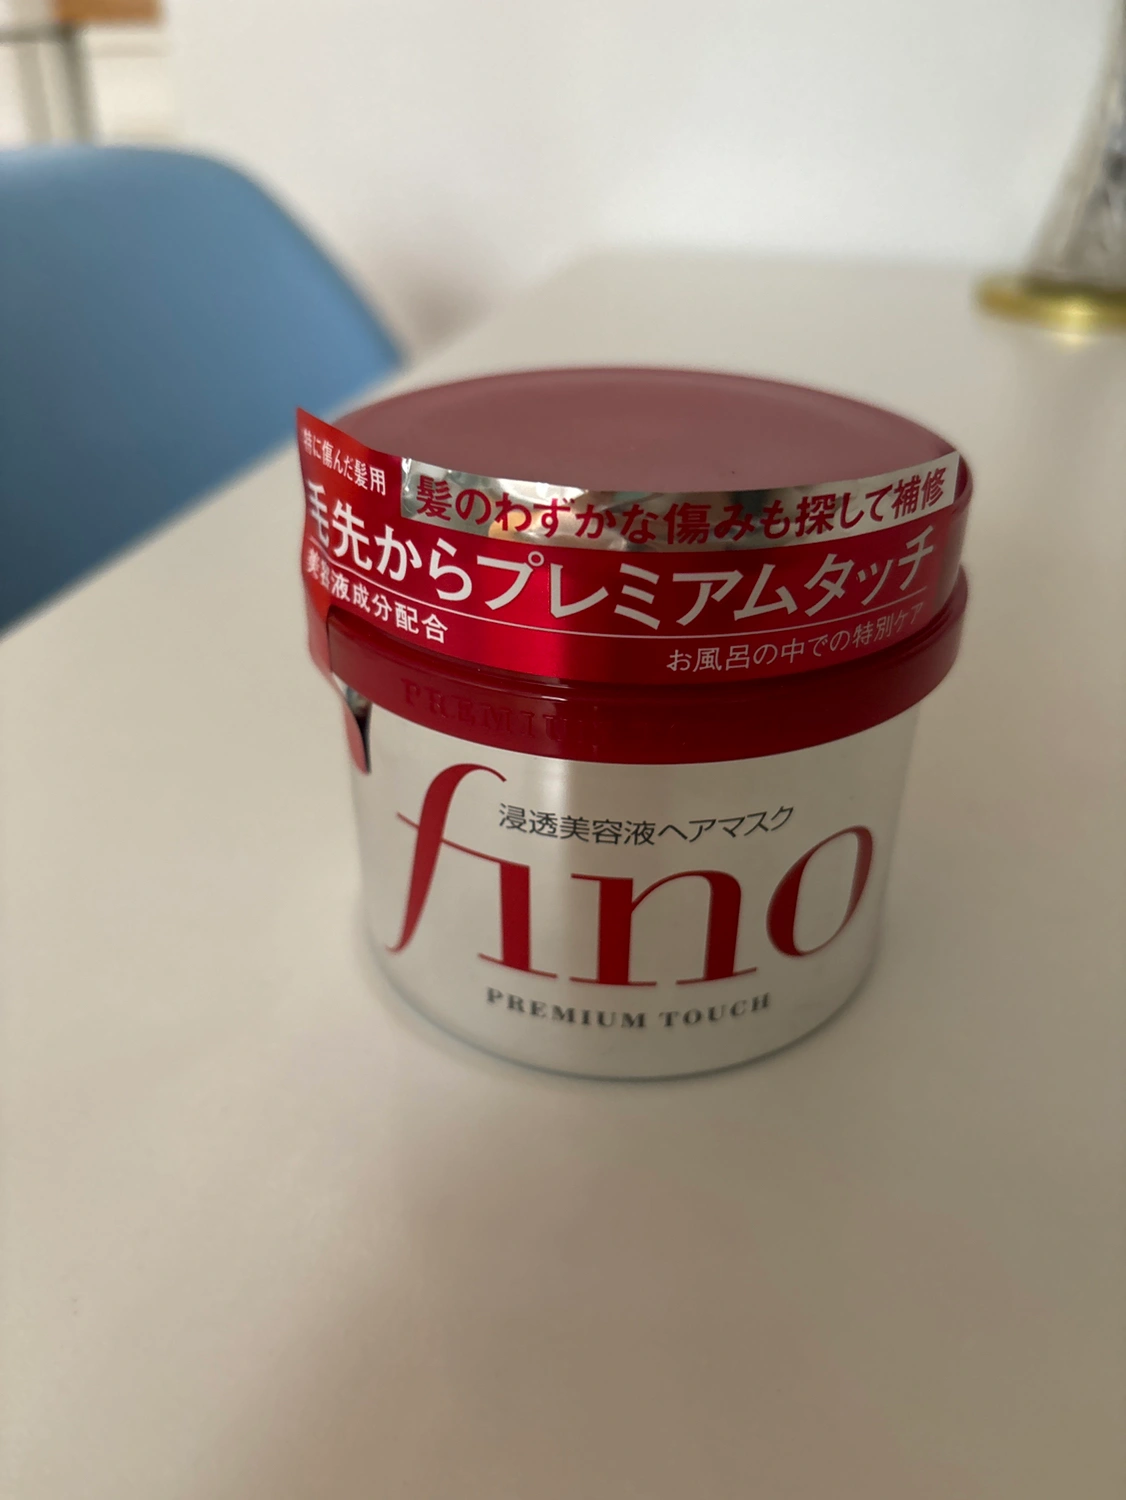 特に傷んだ髪用
髪のわずかな傷みも探して補修
毛先からプレミアムタッチ
美容液成分配合
お風呂の中での特別ケア
PREMIUM
浸透美容液ヘアマスク
fino
PREMIUM TOUCH